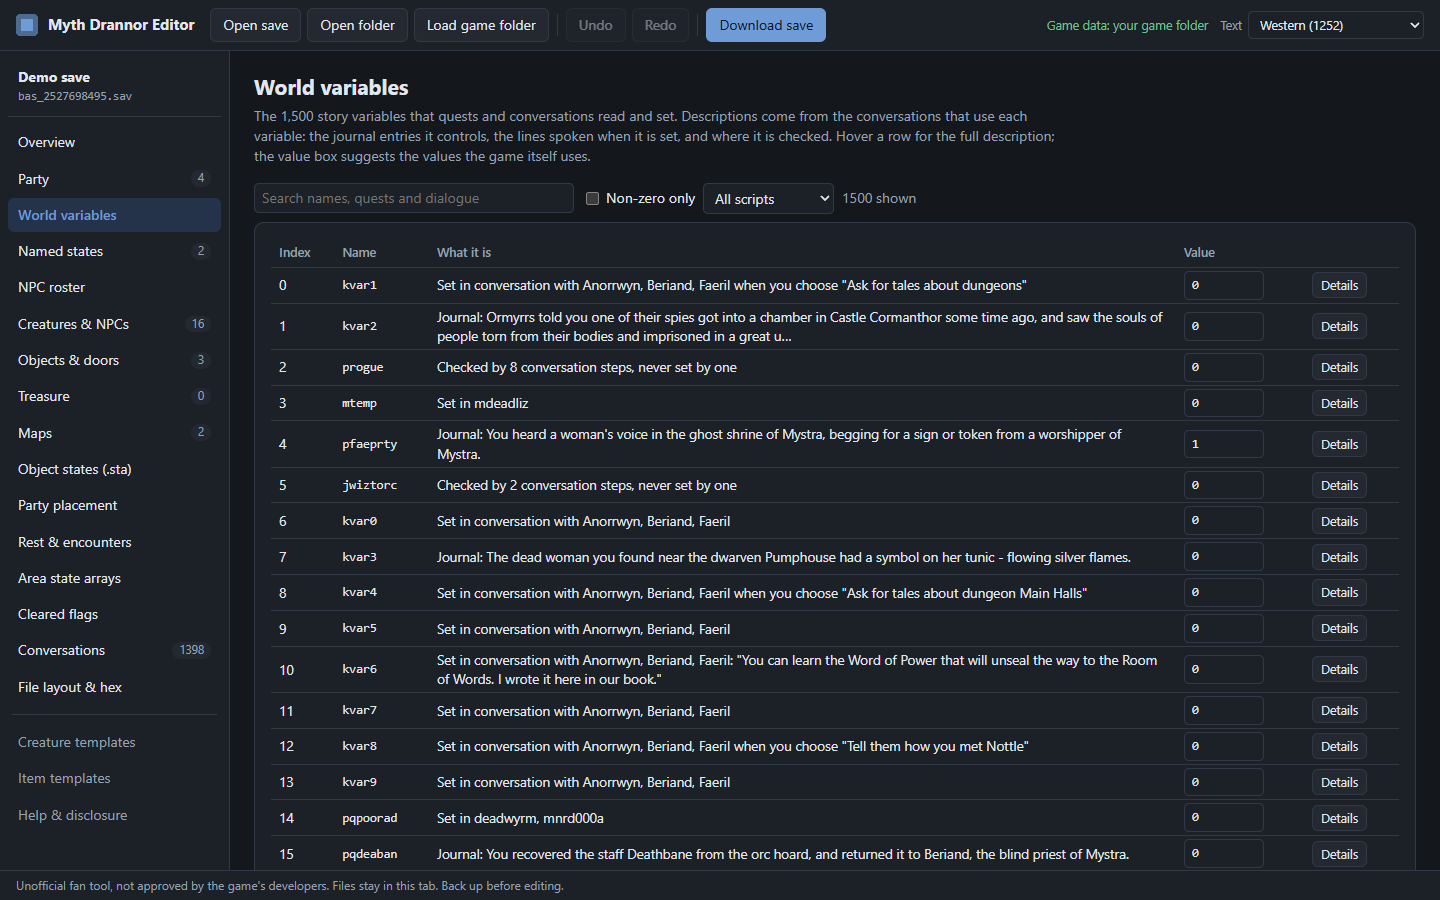 Myth Drannor Editor
Open save
Open folder
Load game folder
Undo
Redo
Download save
Game data: your game folder
Text
Western (1252)
Demo save
bas_2527698495.sav
Overview
Party 4
World variables
Named states 2
NPC roster
Creatures & NPCs 16
Objects & doors 3
Treasure 0
Maps 2
Object states (.sta)
Party placement
Rest & encounters
Area state arrays
Cleared flags
Conversations 1398
File layout & hex
Creature templates
Item templates
Help & disclosure
World variables
The 1,500 story variables that quests and conversations read and set. Descriptions come from the conversations that use each
variable: the journal entries it controls, the lines spoken when it is set, and where it is checked. Hover a row for the full description;
the value box suggests the values the game itself uses.
Search names, quests and dialogue
Non-zero only
All scripts
1500 shown
Index Name What it is Value
0 kvar1 Set in conversation with Anorrwyn, Beriand, Faeril when you choose "Ask for tales about dungeons" 0 Details
1 kvar2 Journal: Ormyrrs told you one of their spies got into a chamber in Castle Cormanthor some time ago, and saw the souls of
people torn from their bodies and imprisoned in a great u... 0 Details
2 progue Checked by 8 conversation steps, never set by one 0 Details
3 mtemp Set in mdeadliz 0 Details
4 pfaeprty Journal: You heard a woman's voice in the ghost shrine of Mystra, begging for a sign or token from a worshipper of
Mystra. 1 Details
5 jwiztorc Checked by 2 conversation steps, never set by one 0 Details
6 kvar0 Set in conversation with Anorrwyn, Beriand, Faeril 0 Details
7 kvar3 Journal: The dead woman you found near the dwarven Pumphouse had a symbol on her tunic - flowing silver flames. 0 Details
8 kvar4 Set in conversation with Anorrwyn, Beriand, Faeril when you choose "Ask for tales about dungeon Main Halls" 0 Details
9 kvar5 Set in conversation with Anorrwyn, Beriand, Faeril 0 Details
10 kvar6 Set in conversation with Anorrwyn, Beriand, Faeril: "You can learn the Word of Power that will unseal the way to the Room
of Words. I wrote it here in our book." 0 Details
11 kvar7 Set in conversation with Anorrwyn, Beriand, Faeril 0 Details
12 kvar8 Set in conversation with Anorrwyn, Beriand, Faeril when you choose "Tell them how you met Nottle" 0 Details
13 kvar9 Set in conversation with Anorrwyn, Beriand, Faeril 0 Details
14 pqpoorad Set in deadwyrm, mnrd000a 0 Details
15 pqdeaban Journal: You recovered the staff Deathbane from the orc hoard, and returned it to Beriand, the blind priest of Mystra. 0 Details
Unofficial fan tool, not approved by the game's developers. Files stay in this tab. Back up before editing.